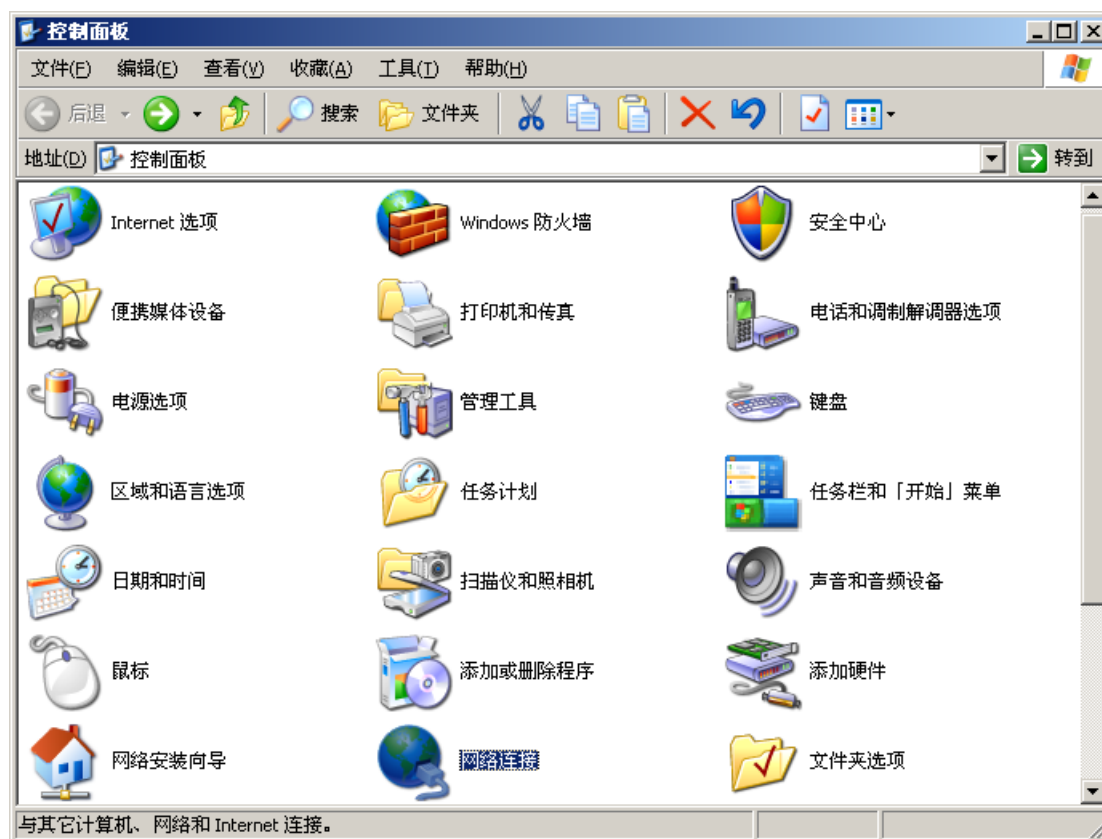 控制面板
文件(F) 编辑(E) 查看(V) 收藏(A) 工具(T) 帮助(H)
后退 搜索 文件夹
地址(D) 控制面板 转到
Internet 选项 Windows 防火墙 安全中心
便携媒体设备 打印机和传真 电话和调制解调器选项
电源选项 管理工具 键盘
区域和语言选项 任务计划 任务栏和「开始」菜单
日期和时间 扫描仪和照相机 声音和音频设备
鼠标 添加或删除程序 添加硬件
网络安装向导 网络连接 文件夹选项
与其它计算机、网络和 Internet 连接。